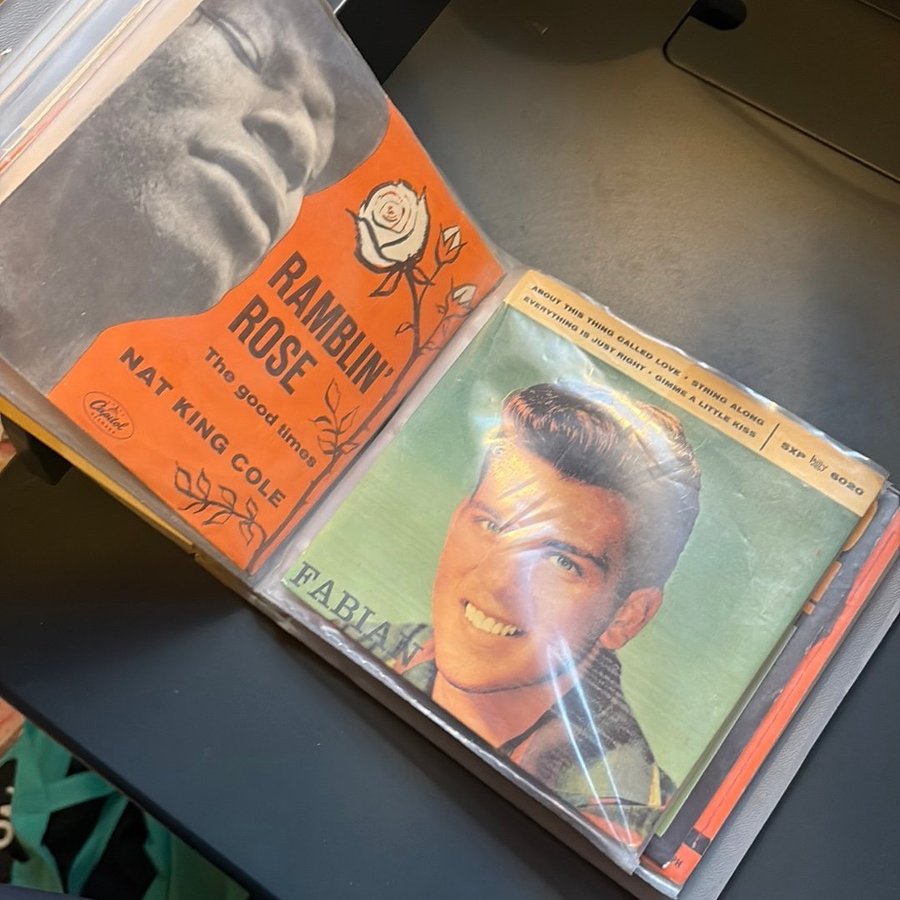 RAMBLIN'
ROSE
The good times
NAT KING COLE
Capitol
ABOUT THIS THING CALLED LOVE · STRING ALONG
EVERYTHING IS JUST RIGHT · GIMME A LITTLE KISS
SXP 6020
FABIAN
ON